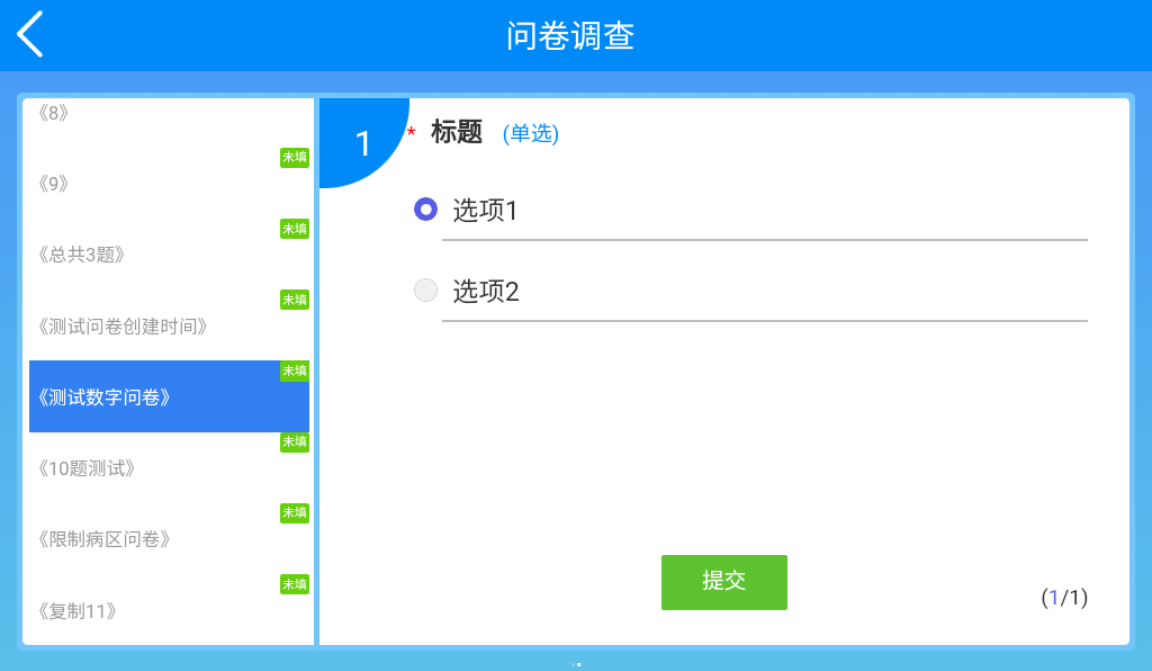 问卷调查
《8》
未填
《9》
未填
《总共3题》
未填
《测试问卷创建时间》
未填
《测试数字问卷》
未填
《10题测试》
未填
《限制病区问卷》
未填
《复制11》
1
* 标题 (单选)
选项1
选项2
提交
(1/1)